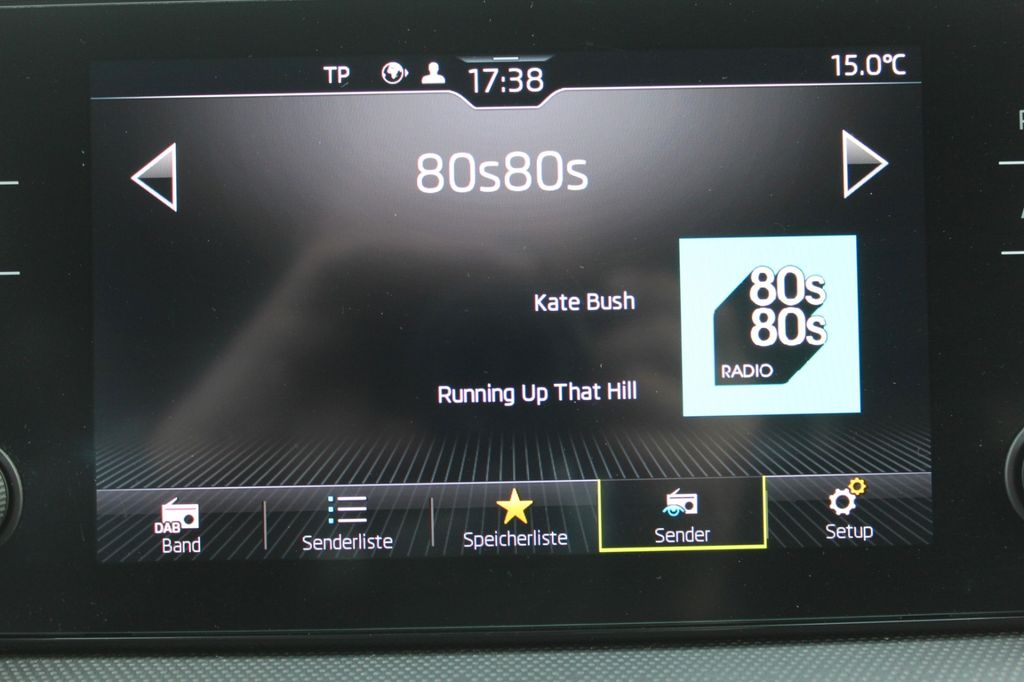 TP 17:38 15.0°C
80s80s
Kate Bush
80s
80s
RADIO
Running Up That Hill
DAB
Band Senderliste Speicherliste Sender Setup